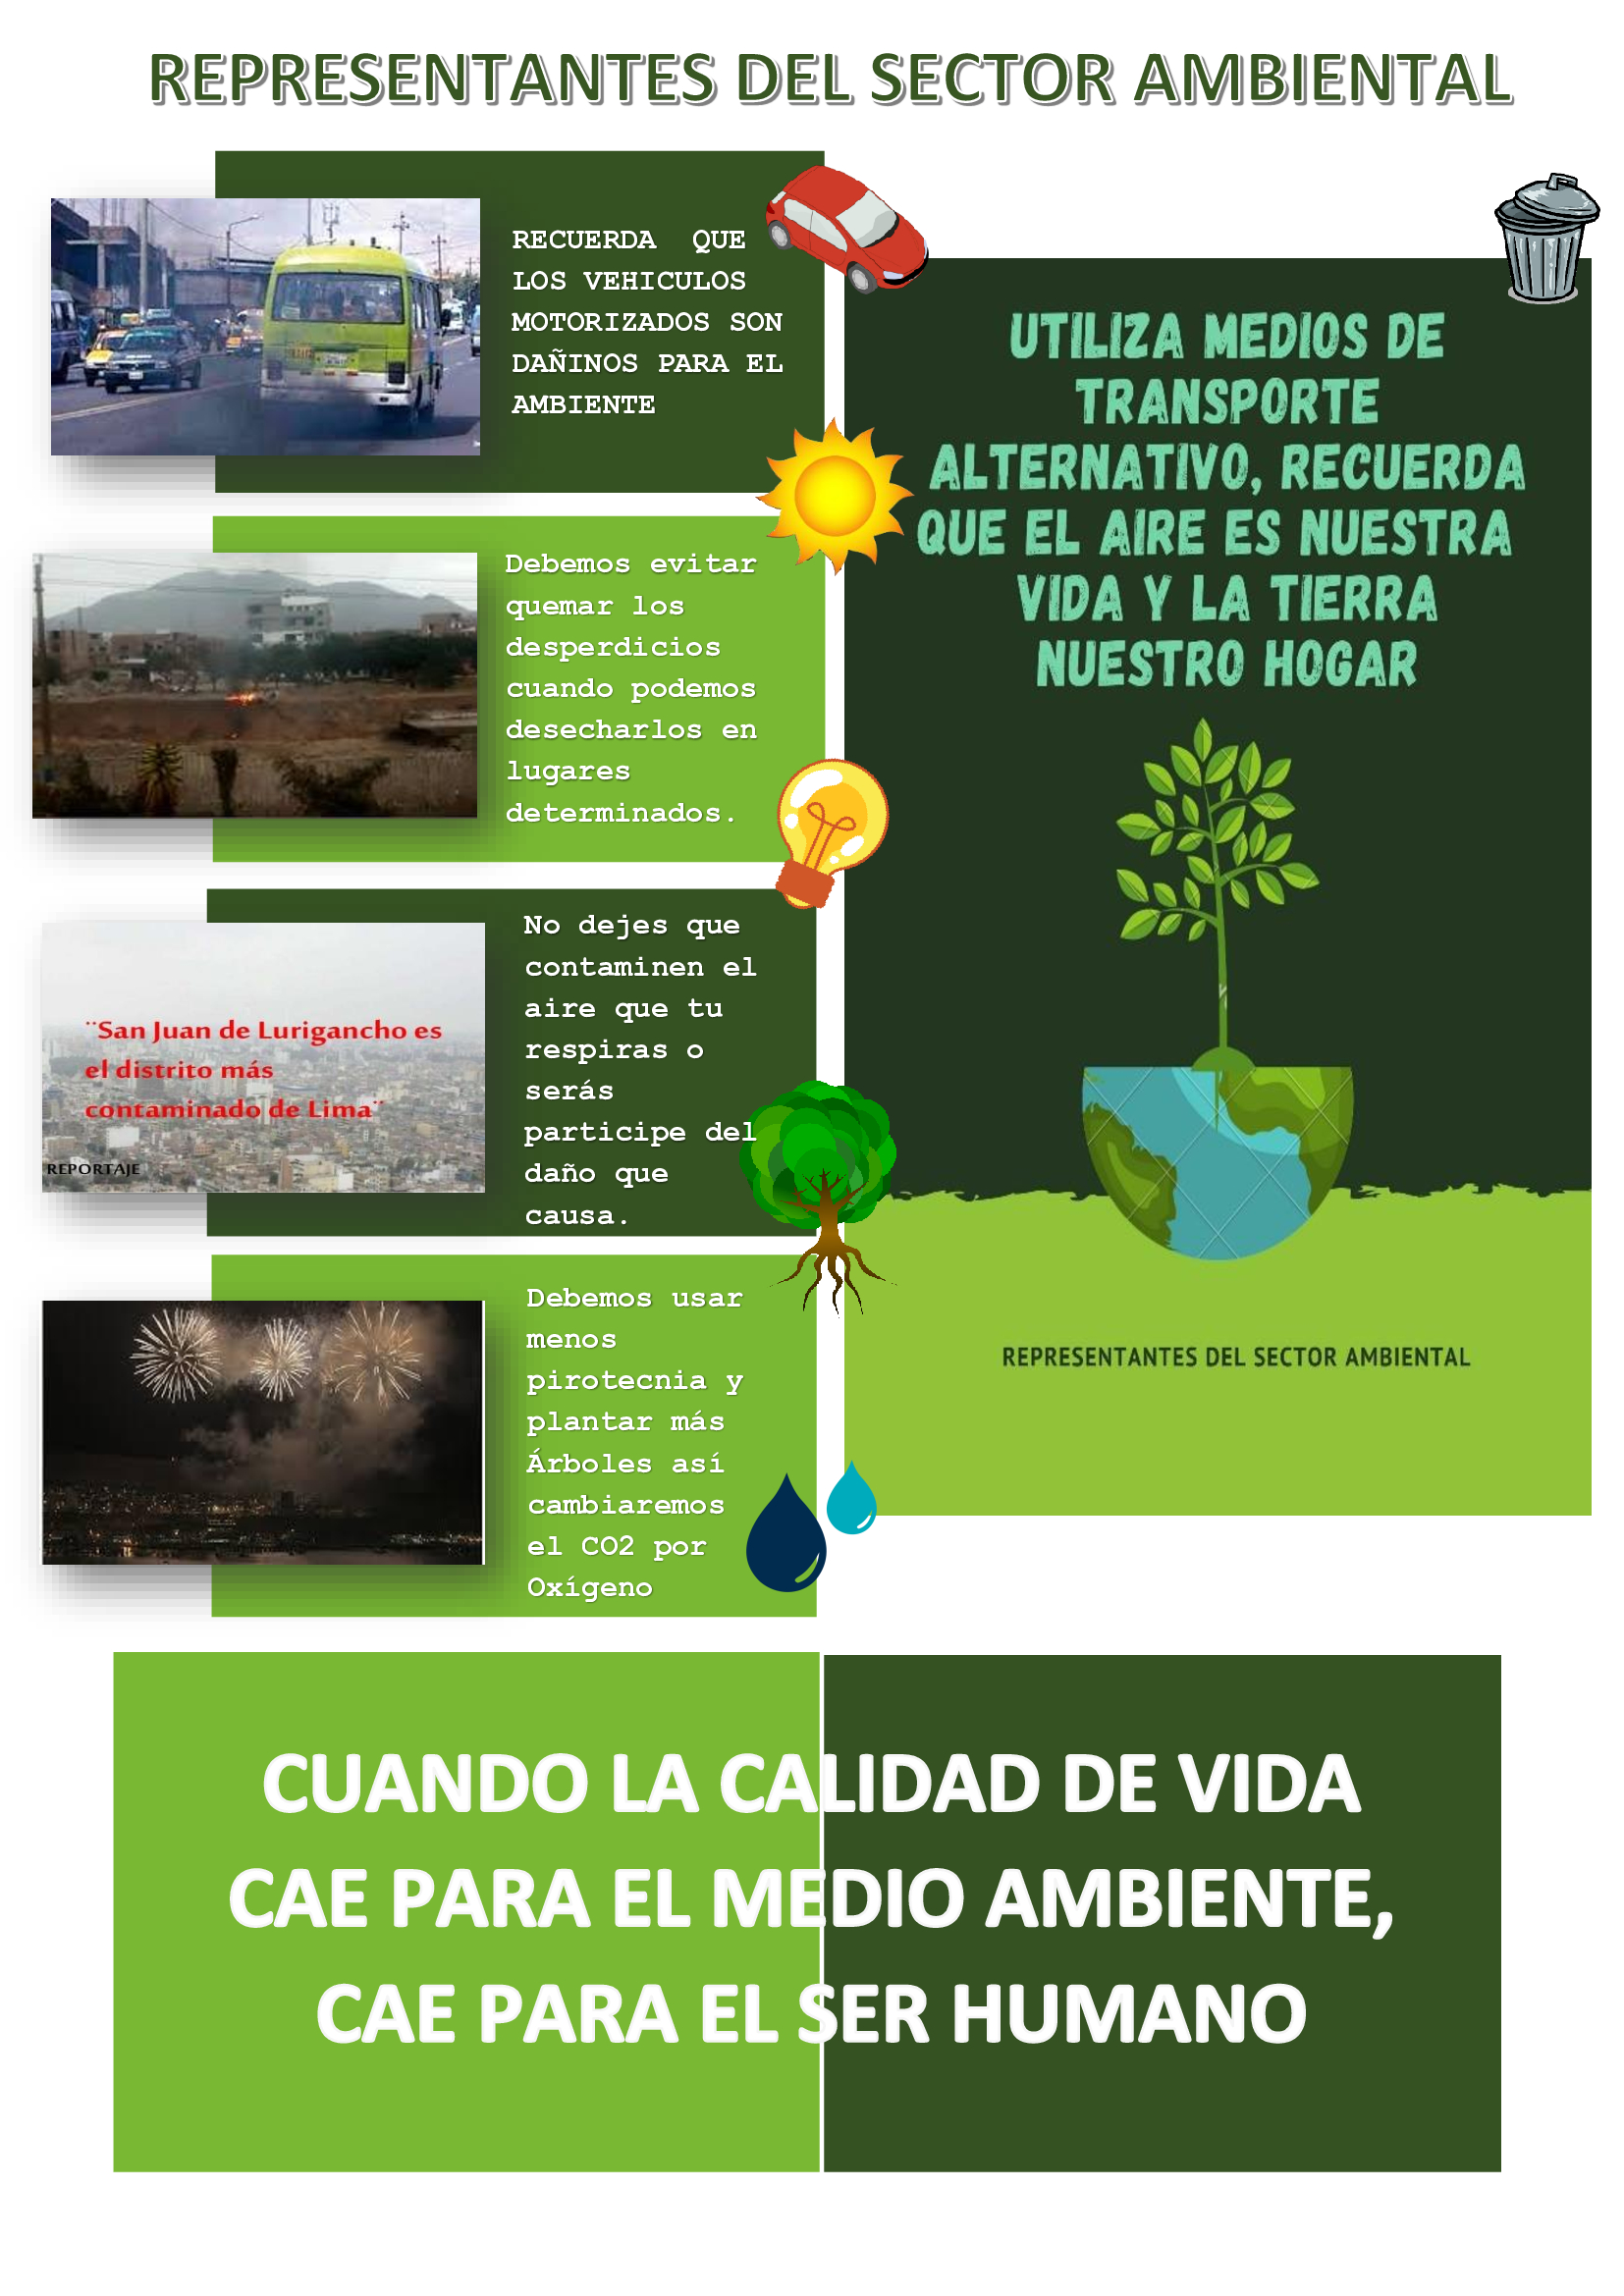 REPRESENTANTES DEL SECTOR AMBIENTAL
RECUERDA QUE
LOS VEHICULOS
MOTORIZADOS SON
DAÑINOS PARA EL
AMBIENTE
Debemos evitar
quemar los
desperdicios
cuando podemos
desecharlos en
lugares
determinados.
¨San Juan de Lurigancho es
el distrito más
contaminado de Lima¨
REPORTAJE
No dejes que
contaminen el
aire que tu
respiras o
serás
participe del
daño que
causa.
Debemos usar
menos
pirotecnia y
plantar más
Árboles así
cambiaremos
el CO2 por
Oxígeno
UTILIZA MEDIOS DE
TRANSPORTE
ALTERNATIVO, RECUERDA
QUE EL AIRE ES NUESTRA
VIDA Y LA TIERRA
NUESTRO HOGAR
REPRESENTANTES DEL SECTOR AMBIENTAL
CUANDO LA CALIDAD DE VIDA
CAE PARA EL MEDIO AMBIENTE,
CAE PARA EL SER HUMANO